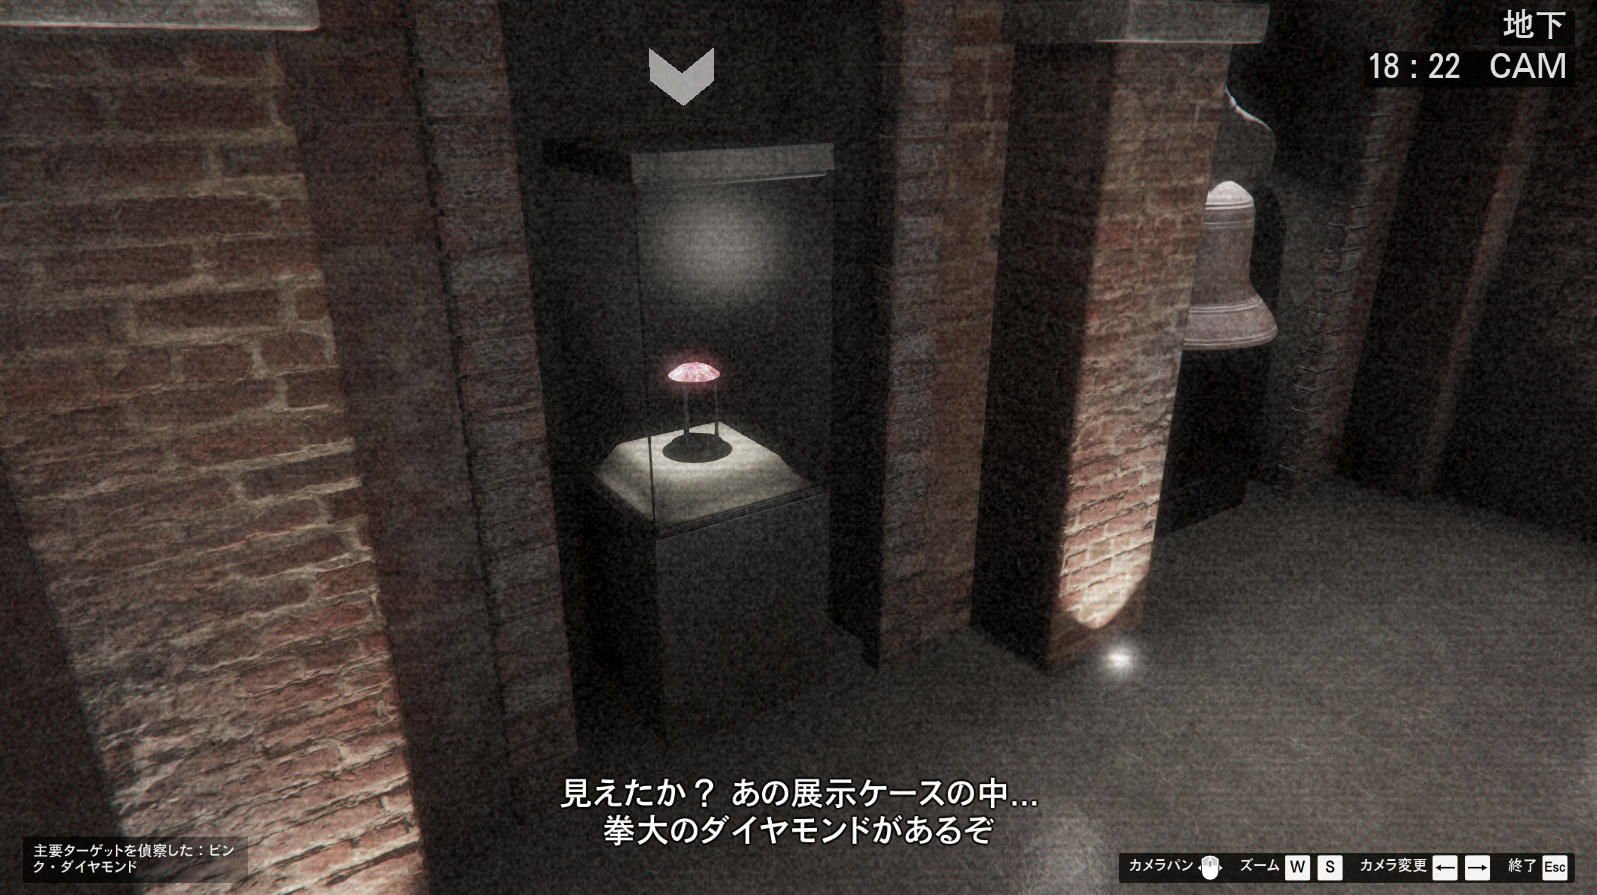 地下
18 : 22 CAM
見えたか？ あの展示ケースの中...
拳大のダイヤモンドがあるぞ
主要ターゲットを偵察した：ピン
ク・ダイヤモンド
カメラパン ズーム W S カメラ変更 ← → 終了 Esc